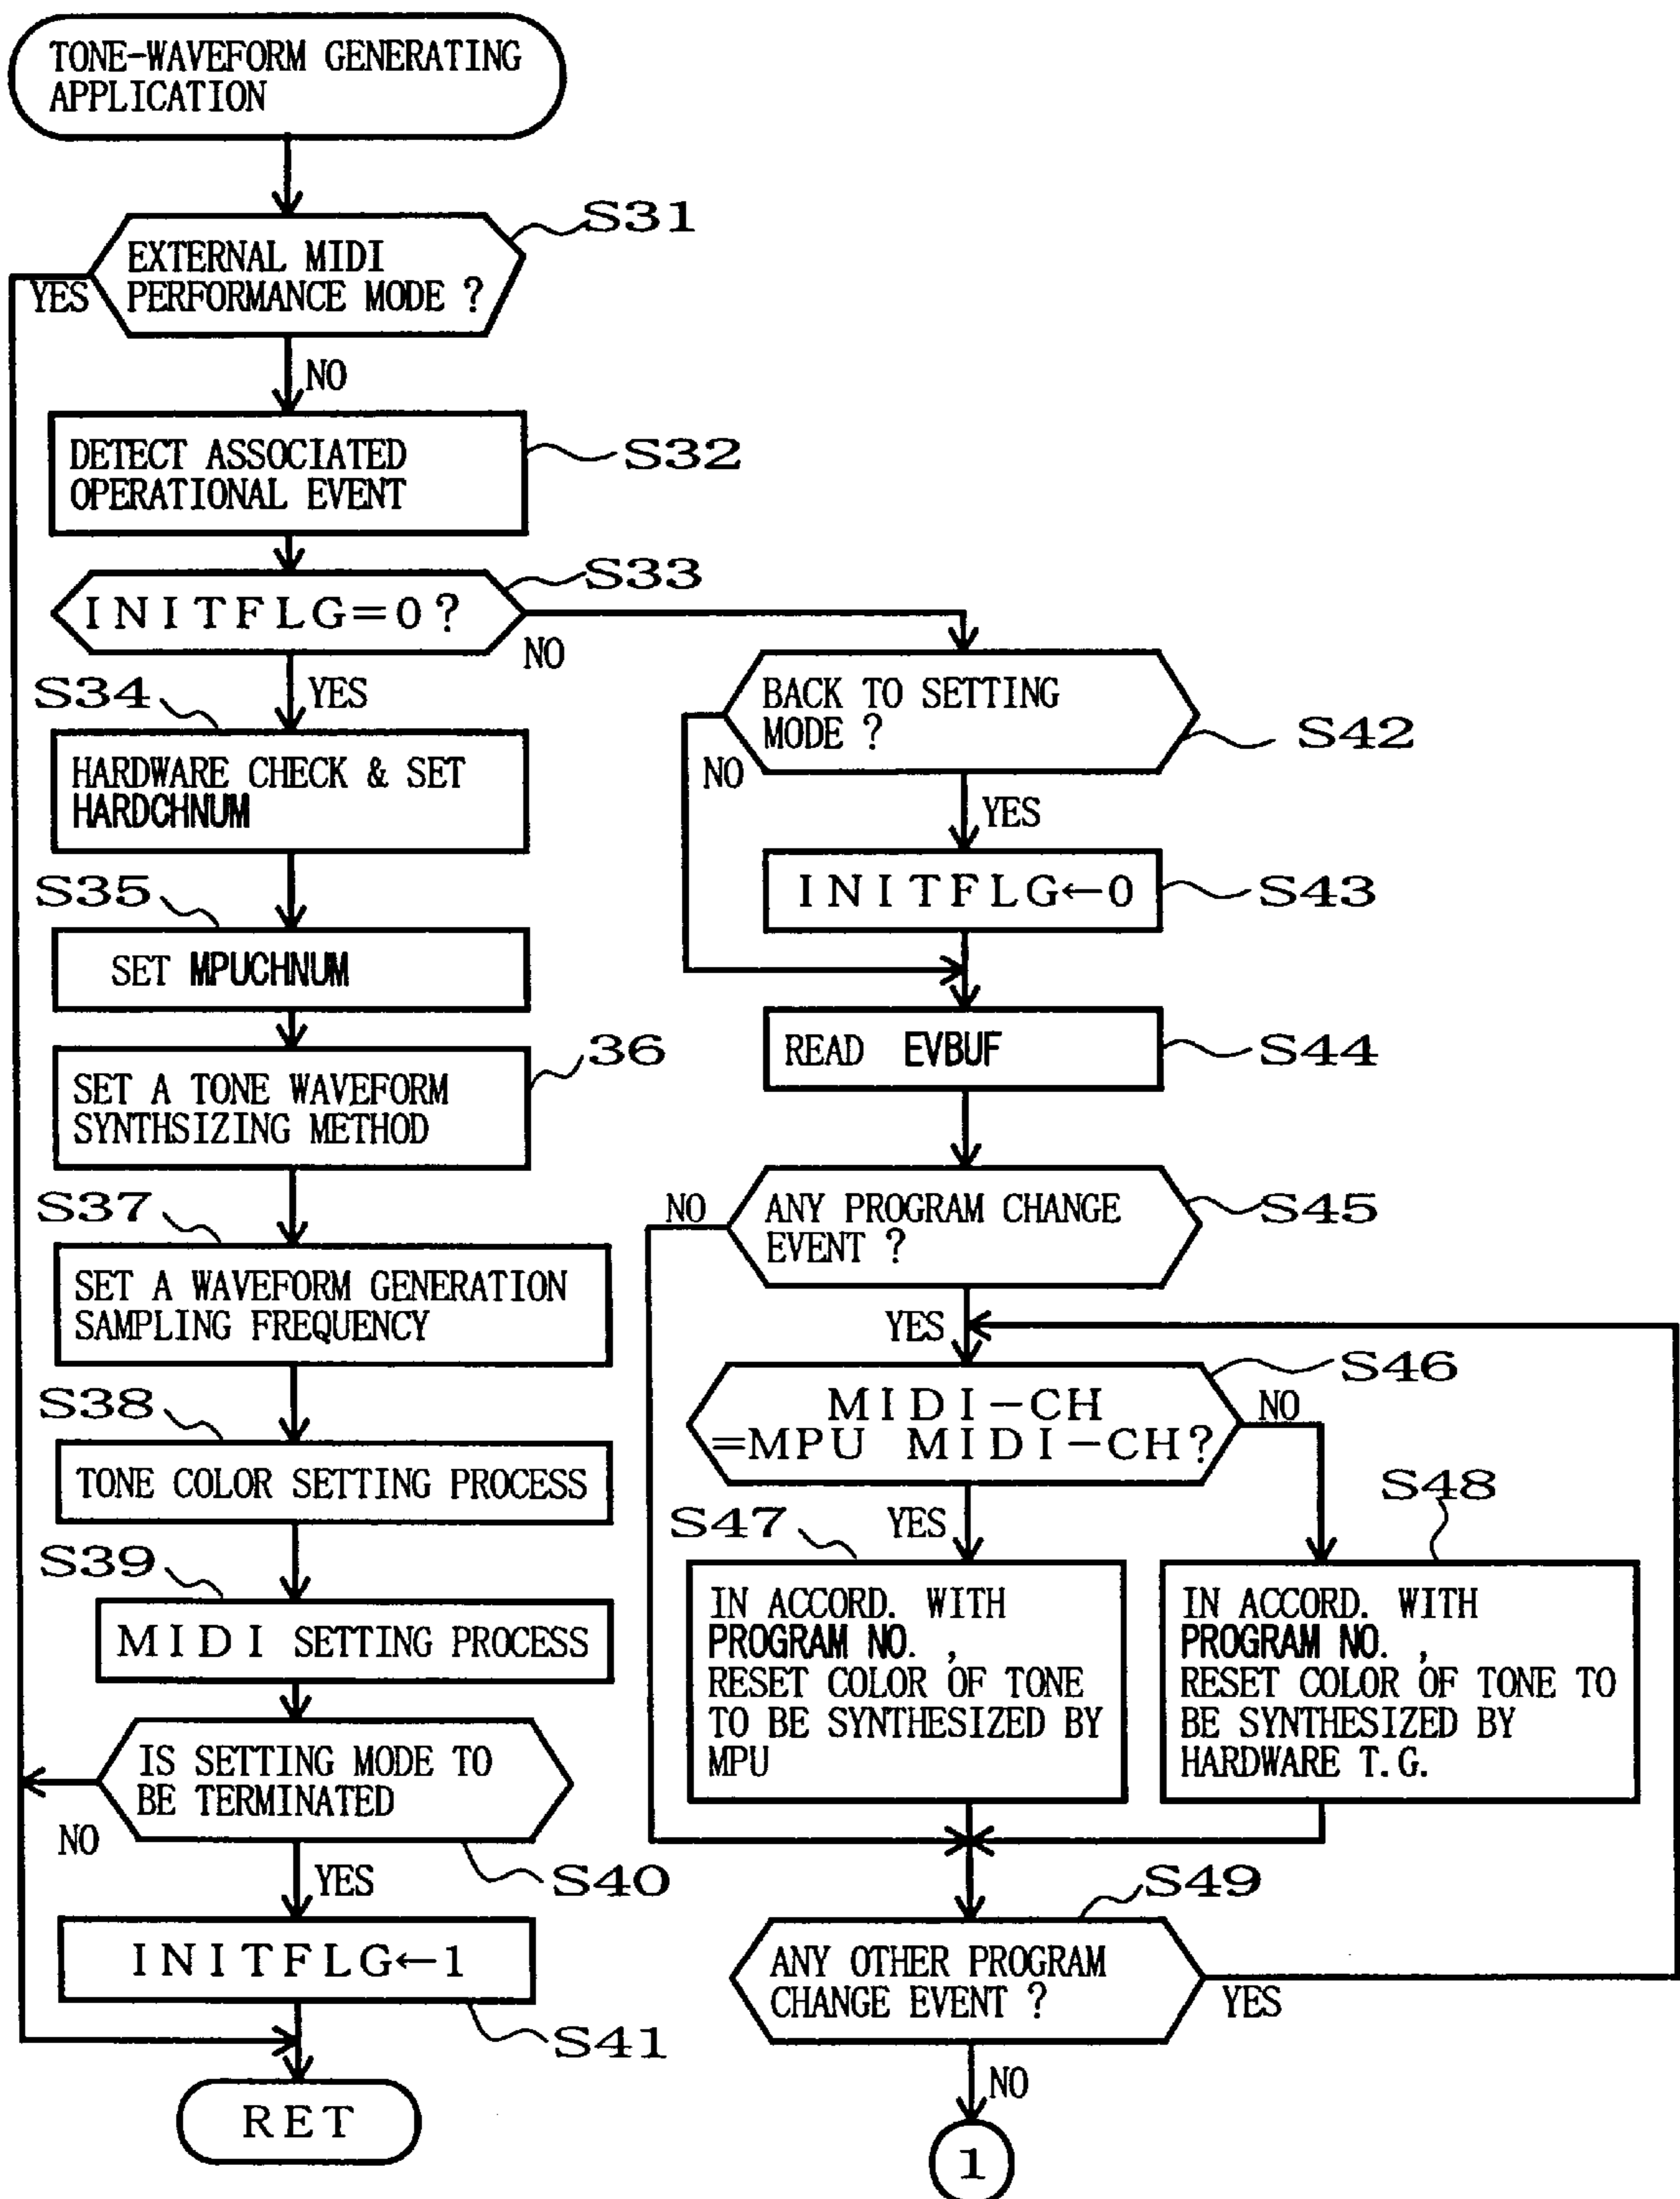 TONE-WAVEFORM GENERATING
APPLICATION
S31
EXTERNAL MIDI
PERFORMANCE MODE ?
YES
NO
S32
DETECT ASSOCIATED
OPERATIONAL EVENT
S33
INITFLG=0?
NO
YES
S34
HARDWARE CHECK & SET
HARDCHNUM
S35
SET MPUCHNUM
36
SET A TONE WAVEFORM
SYNTHSIZING METHOD
S37
SET A WAVEFORM GENERATION
SAMPLING FREQUENCY
S38
TONE COLOR SETTING PROCESS
S39
MIDI SETTING PROCESS
IS SETTING MODE TO
BE TERMINATED
NO
YES
S40
INITFLG←1
S41
RET
BACK TO SETTING
MODE ?
S42
NO
YES
INITFLG←0
S43
READ EVBUF
S44
NO
ANY PROGRAM CHANGE
EVENT ?
S45
YES
S46
MIDI-CH
=MPU MIDI-CH?
NO
S47
YES
S48
IN ACCORD. WITH
PROGRAM NO. ,
RESET COLOR OF TONE
TO BE SYNTHESIZED BY
MPU
IN ACCORD. WITH
PROGRAM NO. ,
RESET COLOR OF TONE TO
BE SYNTHESIZED BY
HARDWARE T.G.
S49
ANY OTHER PROGRAM
CHANGE EVENT ?
YES
NO
1